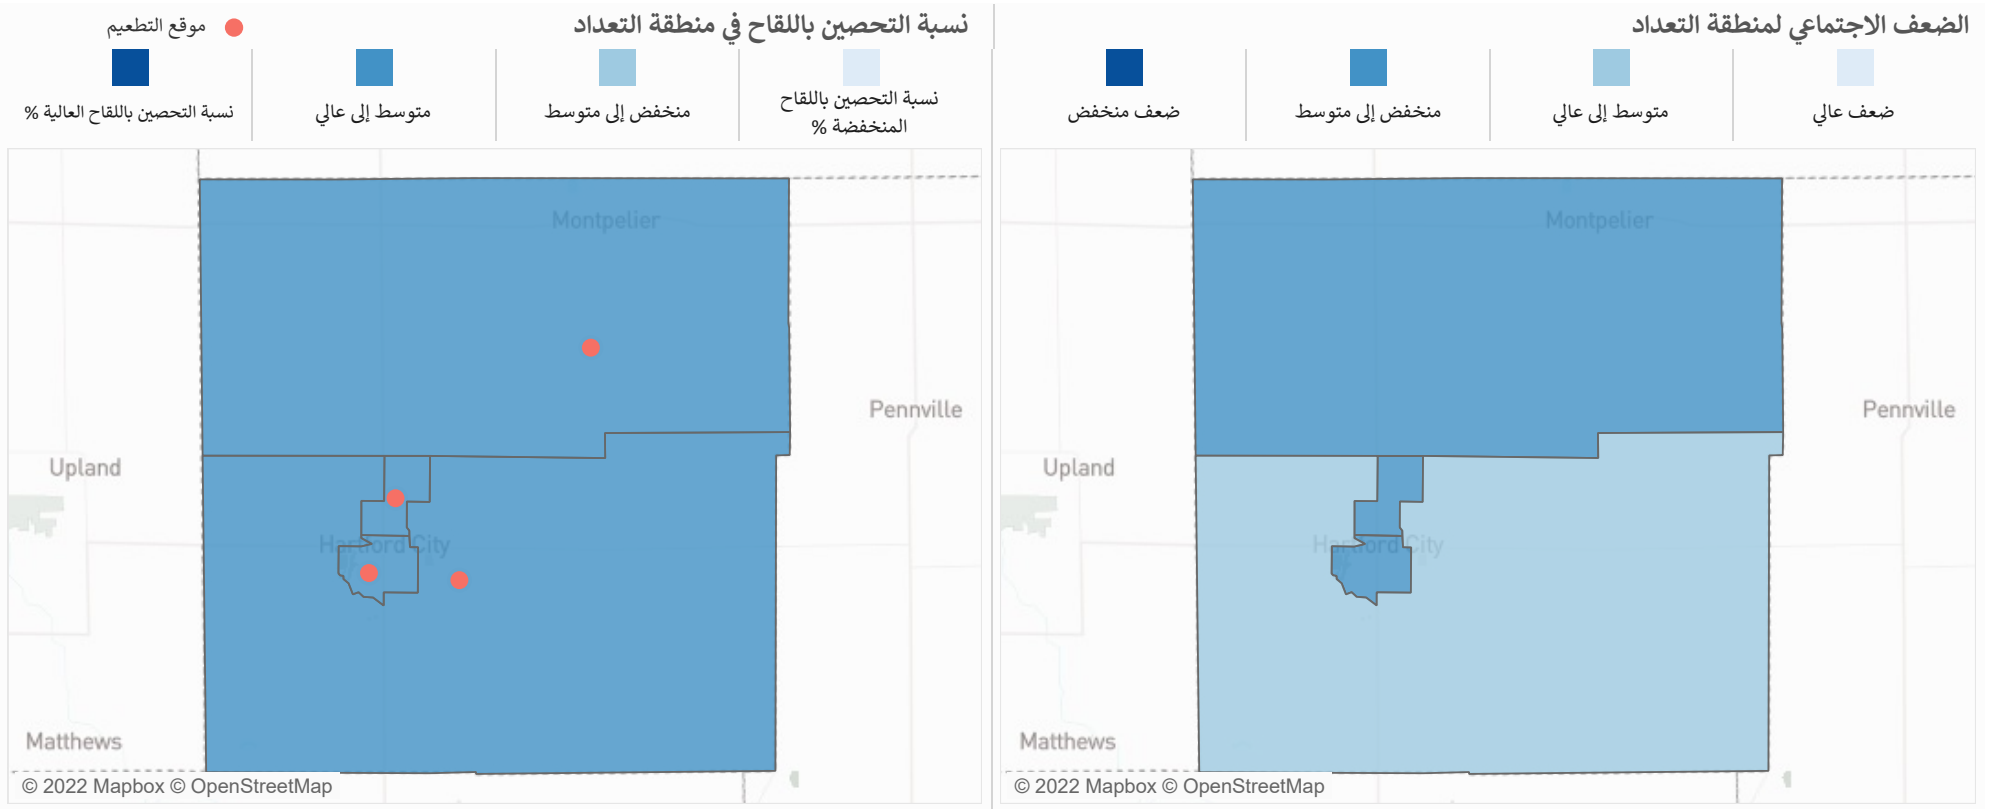 الضعف الاجتماعي لمنطقة التعداد
ضعف عالي
متوسط إلى عالي
منخفض إلى متوسط
ضعف منخفض
Montpelier
Pennville
Upland
Hartford City
Matthews
© 2022 Mapbox © OpenStreetMap
نسبة التحصين باللقاح في منطقة التعداد
موقع التطعيم
نسبة التحصين باللقاح
المنخفضة %
منخفض إلى متوسط
متوسط إلى عالي
نسبة التحصين باللقاح العالية %
Montpelier
Pennville
Upland
Hartford City
Matthews
© 2022 Mapbox © OpenStreetMap